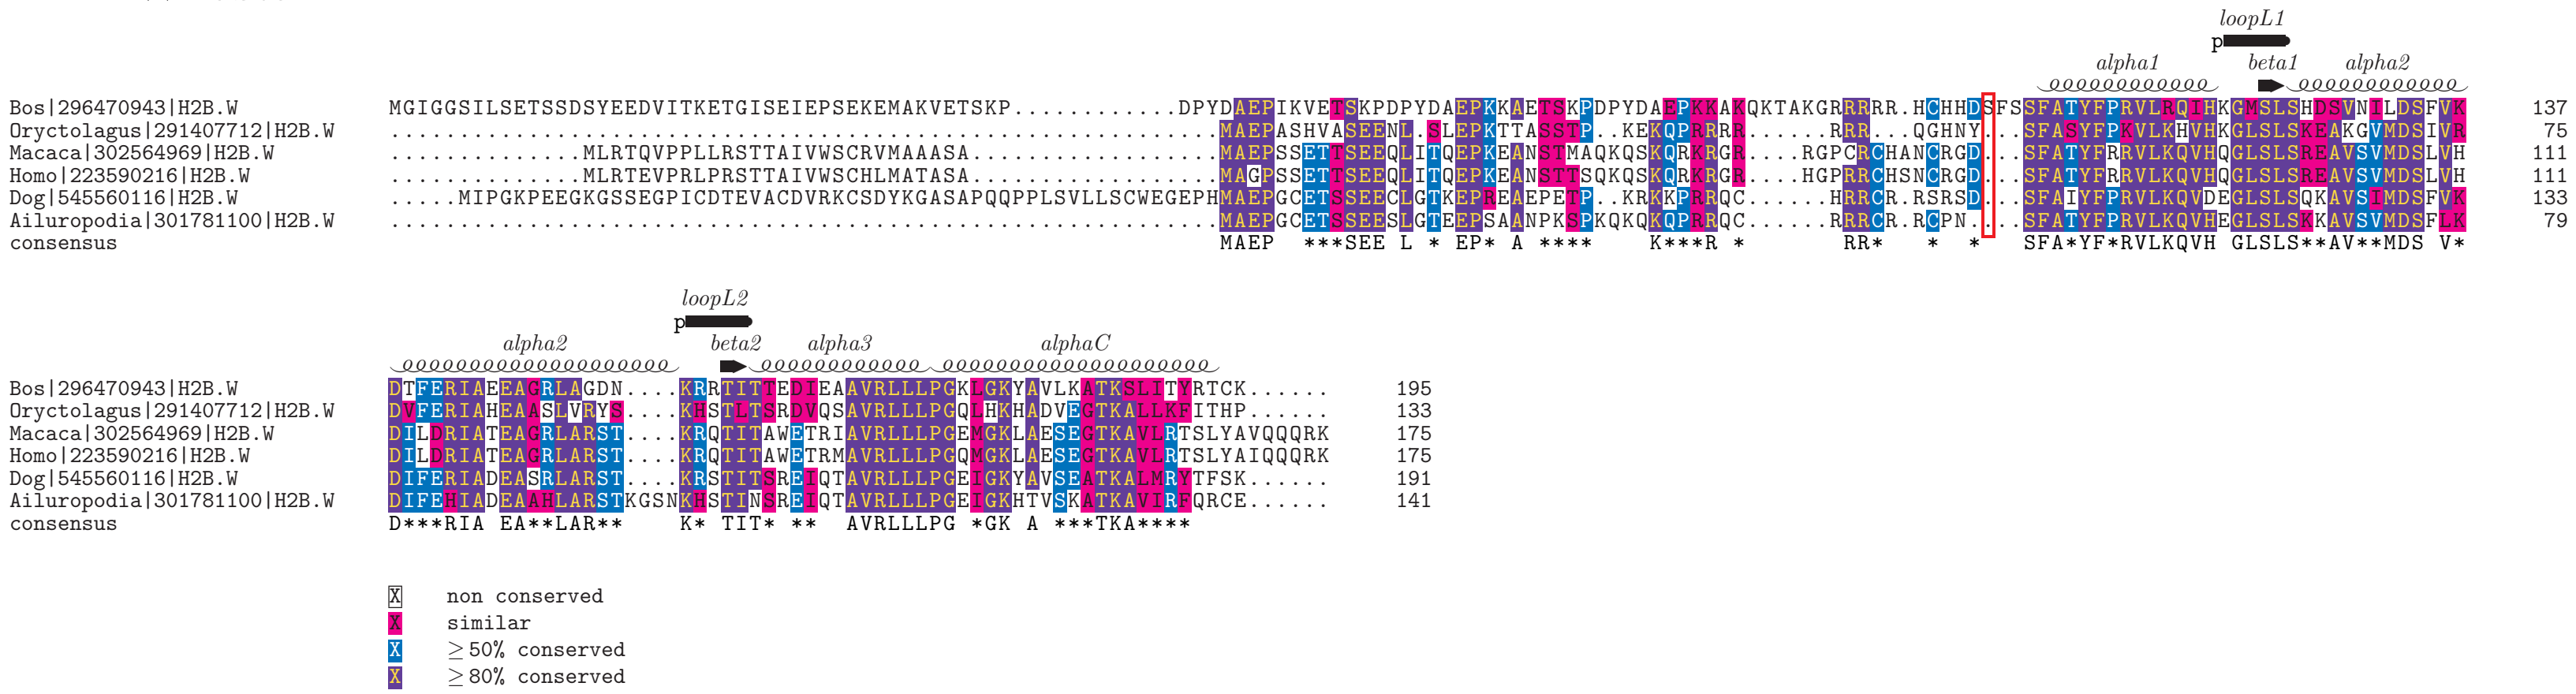 loopL1
p
alpha1 beta1 alpha2
Bos|296470943|H2B.W MGIGGSILSETSSDSYEEDVITKETGISEIEPSEKEMAKVETSKP............DPYDAEPIKVETSKPDPYDAEPKKAETSKPDPYDAEPKKAKQKTAKGRRRRR.HCHHDSFSSFATYFPRVLRQIHKGMSLSHDSVNILDSFVK 137
Oryctolagus|291407712|H2B.W ............................................................MAEPASHVASEENL.SLEPKTTASSTP..KEKQPRRRR......RRR...QGHNY....SFASYFPKVLKHVHKGLSLSKEAKGVMDSIVR 75
Macaca|302564969|H2B.W ..............MLRTQVPPLLRSTTAIVWSCRVMAAASA..................MAEPSSETTSEEQLITQEPKEANSTMAQKQSKQRKRGR....RGPCRCHANCRGD...SFATYFRRVLKQVHQGLSLSREAVSVMDSLVH 111
Homo|223590216|H2B.W ..............MLRTEVPRLPRSTTAIVWSCHLMATASA..................MAGPSSETTSEEQLITQEPKEANSTTSQKQSKQRKRGR....HGPRRCHSNCRGD...SFATYFRRVLKQVHQGLSLSREAVSVMDSLVH 111
Dog|545560116|H2B.W .....MIPGKPEEGKGSSEGPICDTEVACDVRKCSDYKGASAPQQPPLSVLLSCWEGEPHMAEPGCETSSEECLGTKEPREAEPETP..KRKKPRRQC......HRRCR.RSRSD...SFAIYFPRVLKQVDEGLSLSQKAVSIMDSFVK 133
Ailuropodia|301781100|H2B.W ............................................................MAEPGCETSSEESLGTEEPSAANPKSPKQKQKQPRRQC.......RRRCR.RCPN....SFATYFPRVLKQVHEGLSLSKKAVSVMDSFLK 79
consensus MAEP ***SEE L * EP* A **** K***R * RR* * * SFA*YF*RVLKQVH GLSLS**AV**MDS V*
loopL2
p
alpha2 beta2 alpha3 alphaC
Bos|296470943|H2B.W DTFERIAEEAGRLAGDN....KRRTITTEDIEAAVRLLLPGKLGKYAVLKATKSLITYRTCK...... 195
Oryctolagus|291407712|H2B.W DVFERIAHEAASLVRYS....KHSTLTSRDVQSAVRLLLPGQLHKHADVEGTKALLKFITHP...... 133
Macaca|302564969|H2B.W DILDRIATEAGRLARST....KRQTITAWETRIAVRLLLPGEMGKLAESEGTKAVLRTSLYAVQQQRK 175
Homo|223590216|H2B.W DILDRIATEAGRLARST....KRQTITAWETRMAVRLLLPGQMGKLAESEGTKAVLRTSLYAIQQQRK 175
Dog|545560116|H2B.W DIFERIADEASRLARST....KRSTITSREIQTAVRLLLPGEIGKYAVSEATKALMRYTFSK...... 191
Ailuropodia|301781100|H2B.W DIFEHIADEAAHLARSTKGSNKHSTINSREIQTAVRLLLPGEIGKHTVSKATKAVIRFQRCE...... 141
consensus D***RIA EA**LAR** K* TIT* ** AVRLLLPG *GK A ***TKA****
X non conserved
X similar
X ≥50% conserved
X ≥80% conserved